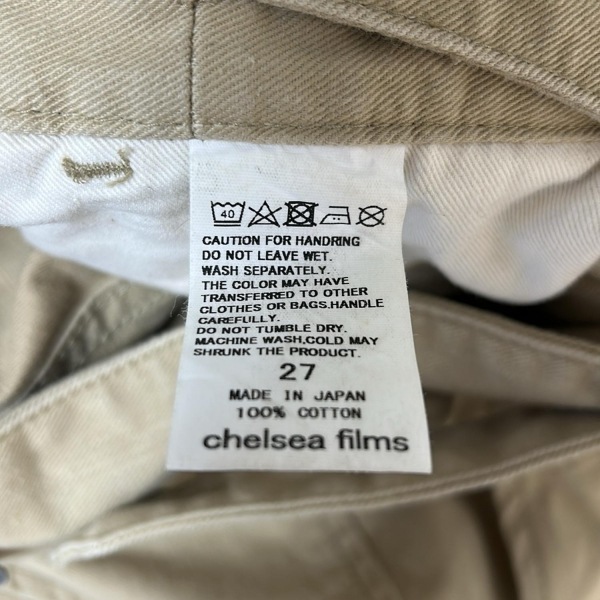 40
CAUTION FOR HANDRING
DO NOT LEAVE WET.
WASH SEPARATELY.
THE COLOR MAY HAVE
TRANSFERRED TO OTHER
CLOTHES OR BAGS.HANDLE
CAREFULLY.
DO NOT TUMBLE DRY.
MACHINE WASH,COLD MAY
SHRUNK THE PRODUCT.
27
MADE IN JAPAN
100% COTTON
chelsea films